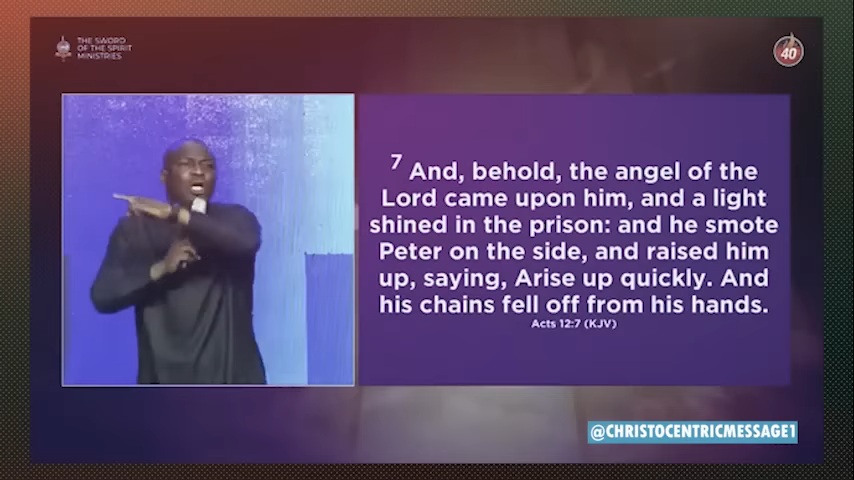 THE SWORD
OF THE SPIRIT
MINISTRIES
40
7 And, behold, the angel of the
Lord came upon him, and a light
shined in the prison: and he smote
Peter on the side, and raised him
up, saying, Arise up quickly. And
his chains fell off from his hands.
Acts 12:7 (KJV)
@CHRISTOCENTRICMESSAGE1